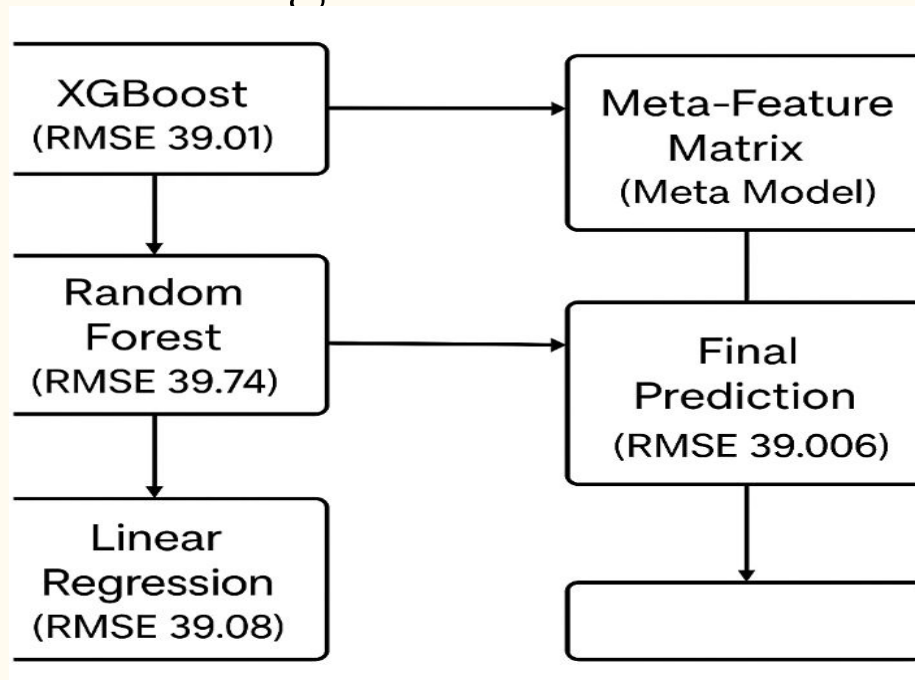 XGBoost
(RMSE 39.01)
Random
Forest
(RMSE 39.74)
Linear
Regression
(RMSE 39.08)
Meta-Feature
Matrix
(Meta Model)
Final
Prediction
(RMSE 39.006)